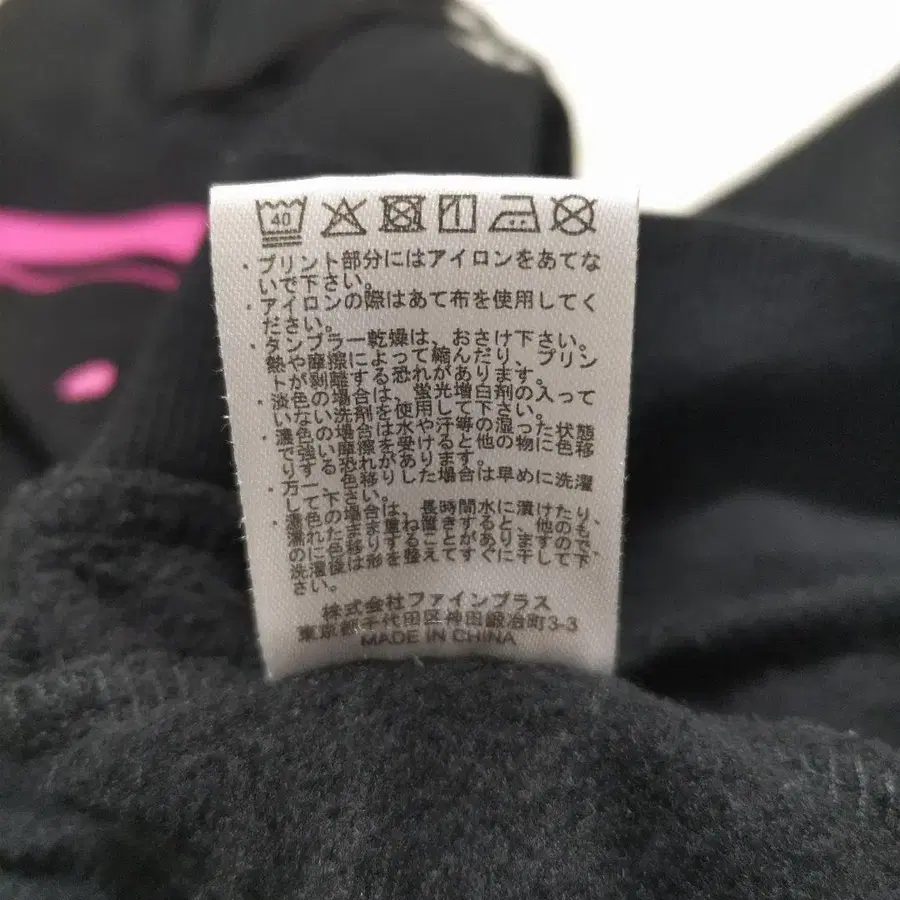 40
・プリント部分にはアイロンをあてな
いで下さい。
・アイロンの際はあて布を使用してく
ださい。
・タンブラー乾燥は、おさけ下さい。
熱や摩擦によって縮んだり、プリン
トが剥離する恐れがあります。
・淡色の場合は、蛍光増白剤の入って
いない洗剤を使用して下さい。
・濃色の場合は水や汗等の湿った状態
で強い摩擦を受けると他の物に色移
りする恐れがあります。
・万一、色移りした場合は早めに洗濯
して下さい。
・濃色の場合は、長時間水に漬けたり、
濡れたまま重ね置きすると、他のも
のに色移りすることがありますので、
洗濯後は形を整えてすぐに干して下
さい。
株式会社ファインプラス
東京都千代田区神田鍛冶町3-3
MADE IN CHINA